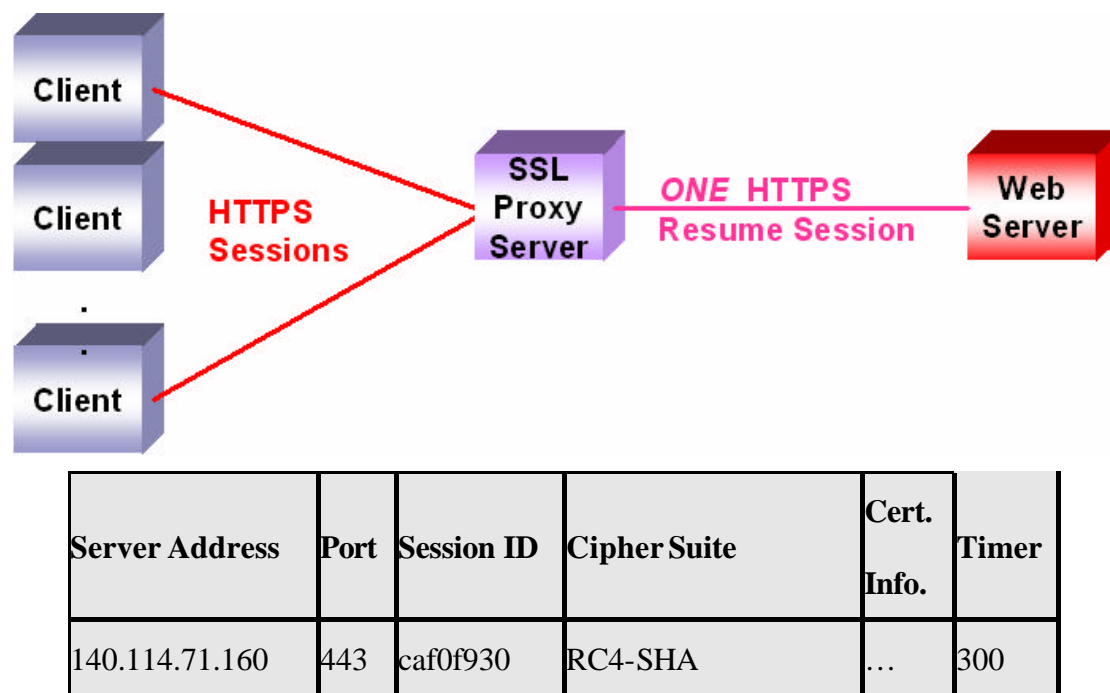 Client
Client
.
.
Client
HTTPS
Sessions
SSL
Proxy
Server
ONE HTTPS
Resume Session
Web
Server
Server Address Port Session ID Cipher Suite Cert. Info. Timer
140.114.71.160 443 caf0f930 RC4-SHA … 300